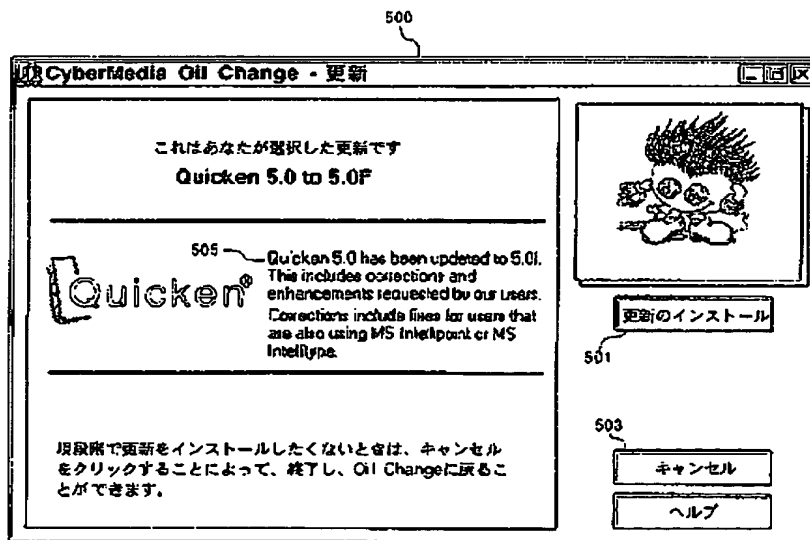 500
CyberMedia Oil Change - 更新
これはあなたが選択した更新です
Quicken 5.0 to 5.0F
505
Quicken®
Quicken 5.0 has been updated to 5.0f.
This includes corrections and
enhancements requested by our users.
Corrections include fixes for users that
are also using MS Intellipoint or MS
Intellitype.
更新のインストール
501
現段階で更新をインストールしたくないときは、キャンセル
をクリックすることによって、終了し、Oil Changeに戻るこ
とができます。
503
キャンセル
ヘルプ